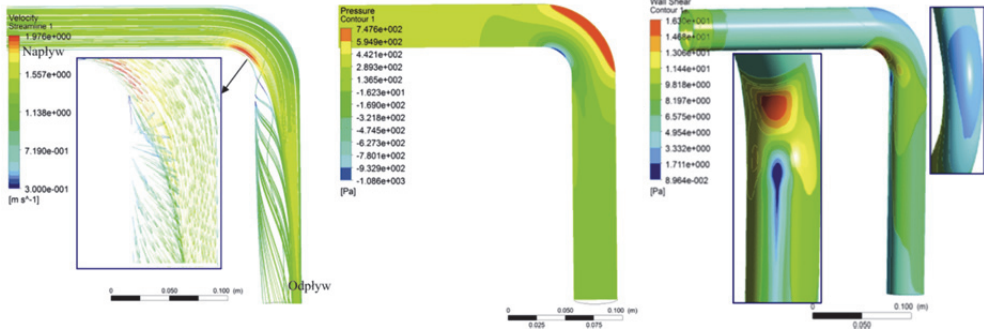 Velocity
Streamline 1
1.976e+000
Napływ
1.557e+000
1.138e+000
7.190e-001
3.000e-001
[m s^-1]
Odpływ
0 0.050 0.100 (m)
Pressure
Contour 1
7.476e+002
5.949e+002
4.421e+002
2.893e+002
1.365e+002
-1.623e+001
-1.690e+002
-3.218e+002
-4.745e+002
-6.273e+002
-7.801e+002
-9.329e+002
-1.086e+003
[Pa]
0 0.050 0.100 (m)
0.025 0.075
Wall Shear
Contour 1
1.630e+001
1.468e+001
1.306e+001
1.144e+001
9.818e+000
8.197e+000
6.575e+000
4.954e+000
3.332e+000
1.711e+000
8.964e-002
[Pa]
0 0.100 (m)
0.050